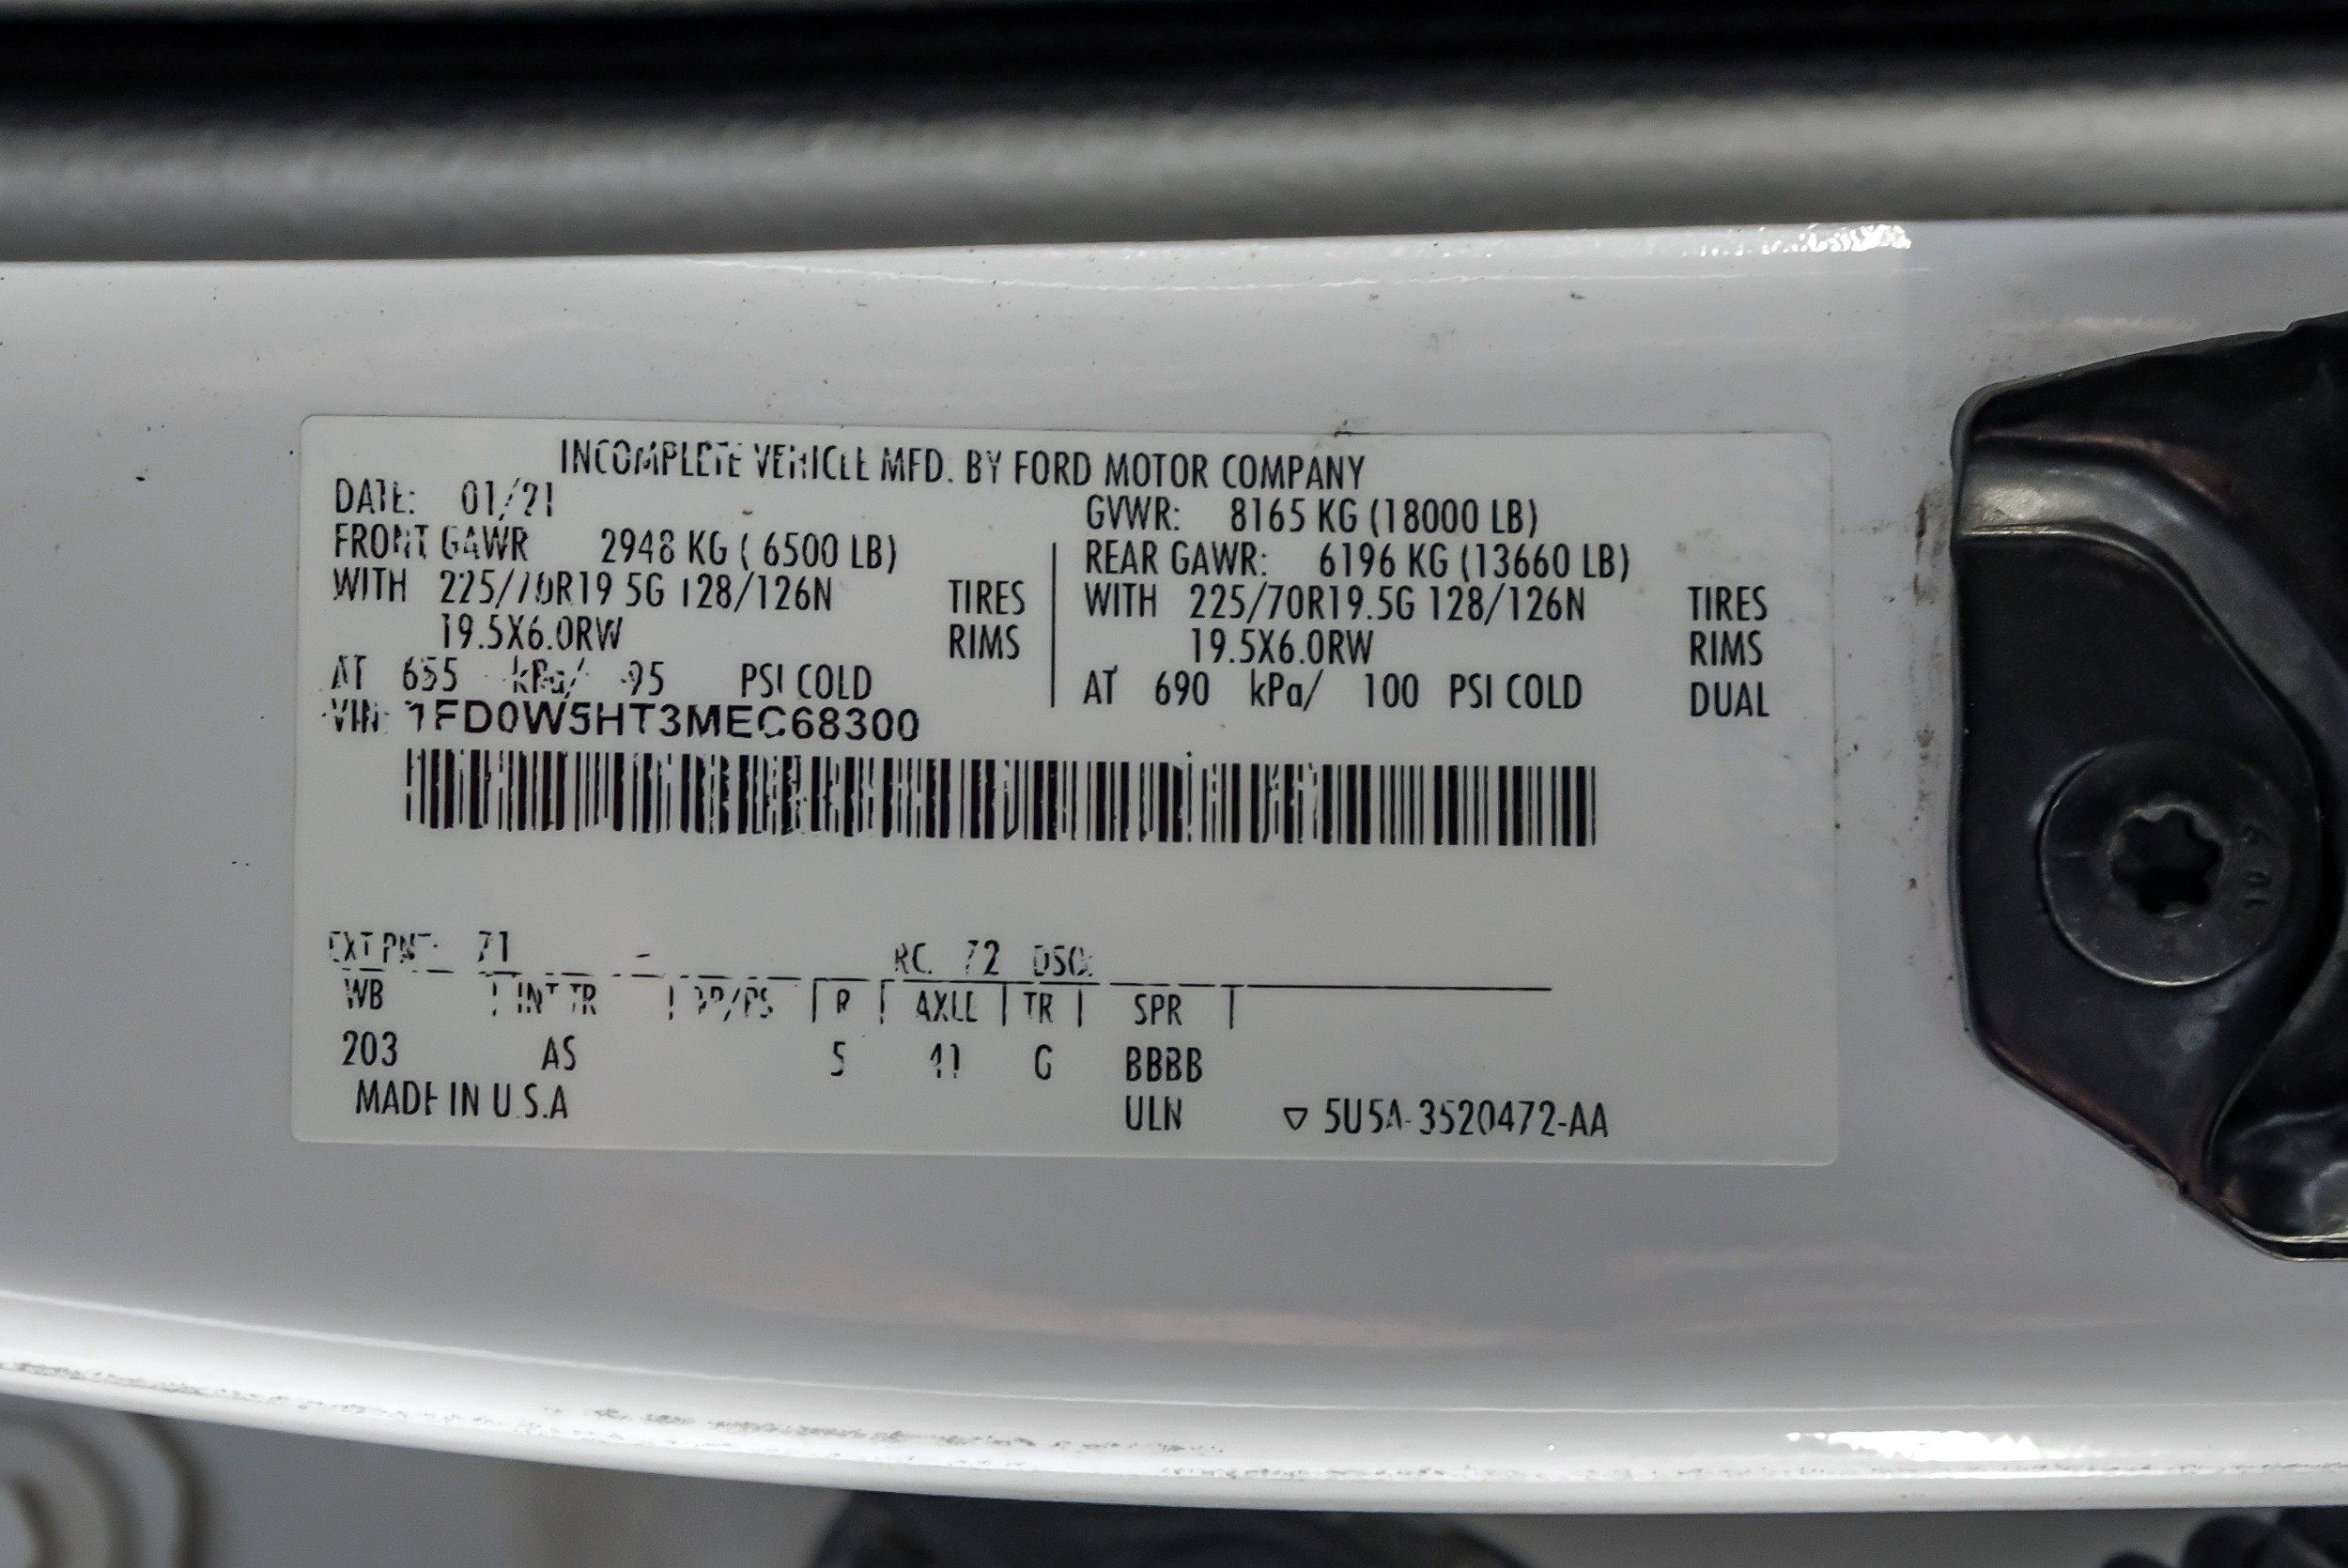 INCOMPLETE VEHICLE MFD. BY FORD MOTOR COMPANY
DATE: 01/21
GVWR: 8165 KG (18000 LB)
FRONT GAWR 2948 KG ( 6500 LB)
REAR GAWR: 6196 KG (13660 LB)
WITH 225/70R19.5G 128/126N TIRES
WITH 225/70R19.5G 128/126N TIRES
19.5X6.0RW RIMS
19.5X6.0RW RIMS
AT 655 kPa/ 95 PSI COLD
AT 690 kPa/ 100 PSI COLD DUAL
VIN: 1FD0W5HT3MEC68300
EXT PNT: Z1 RC: 72 DSO:
WB INT TR TP/PS R AXLE TR SPR
203 AS 5 41 G BBBB
MADE IN U.S.A ULN ▽ 5U5A-3520472-AA